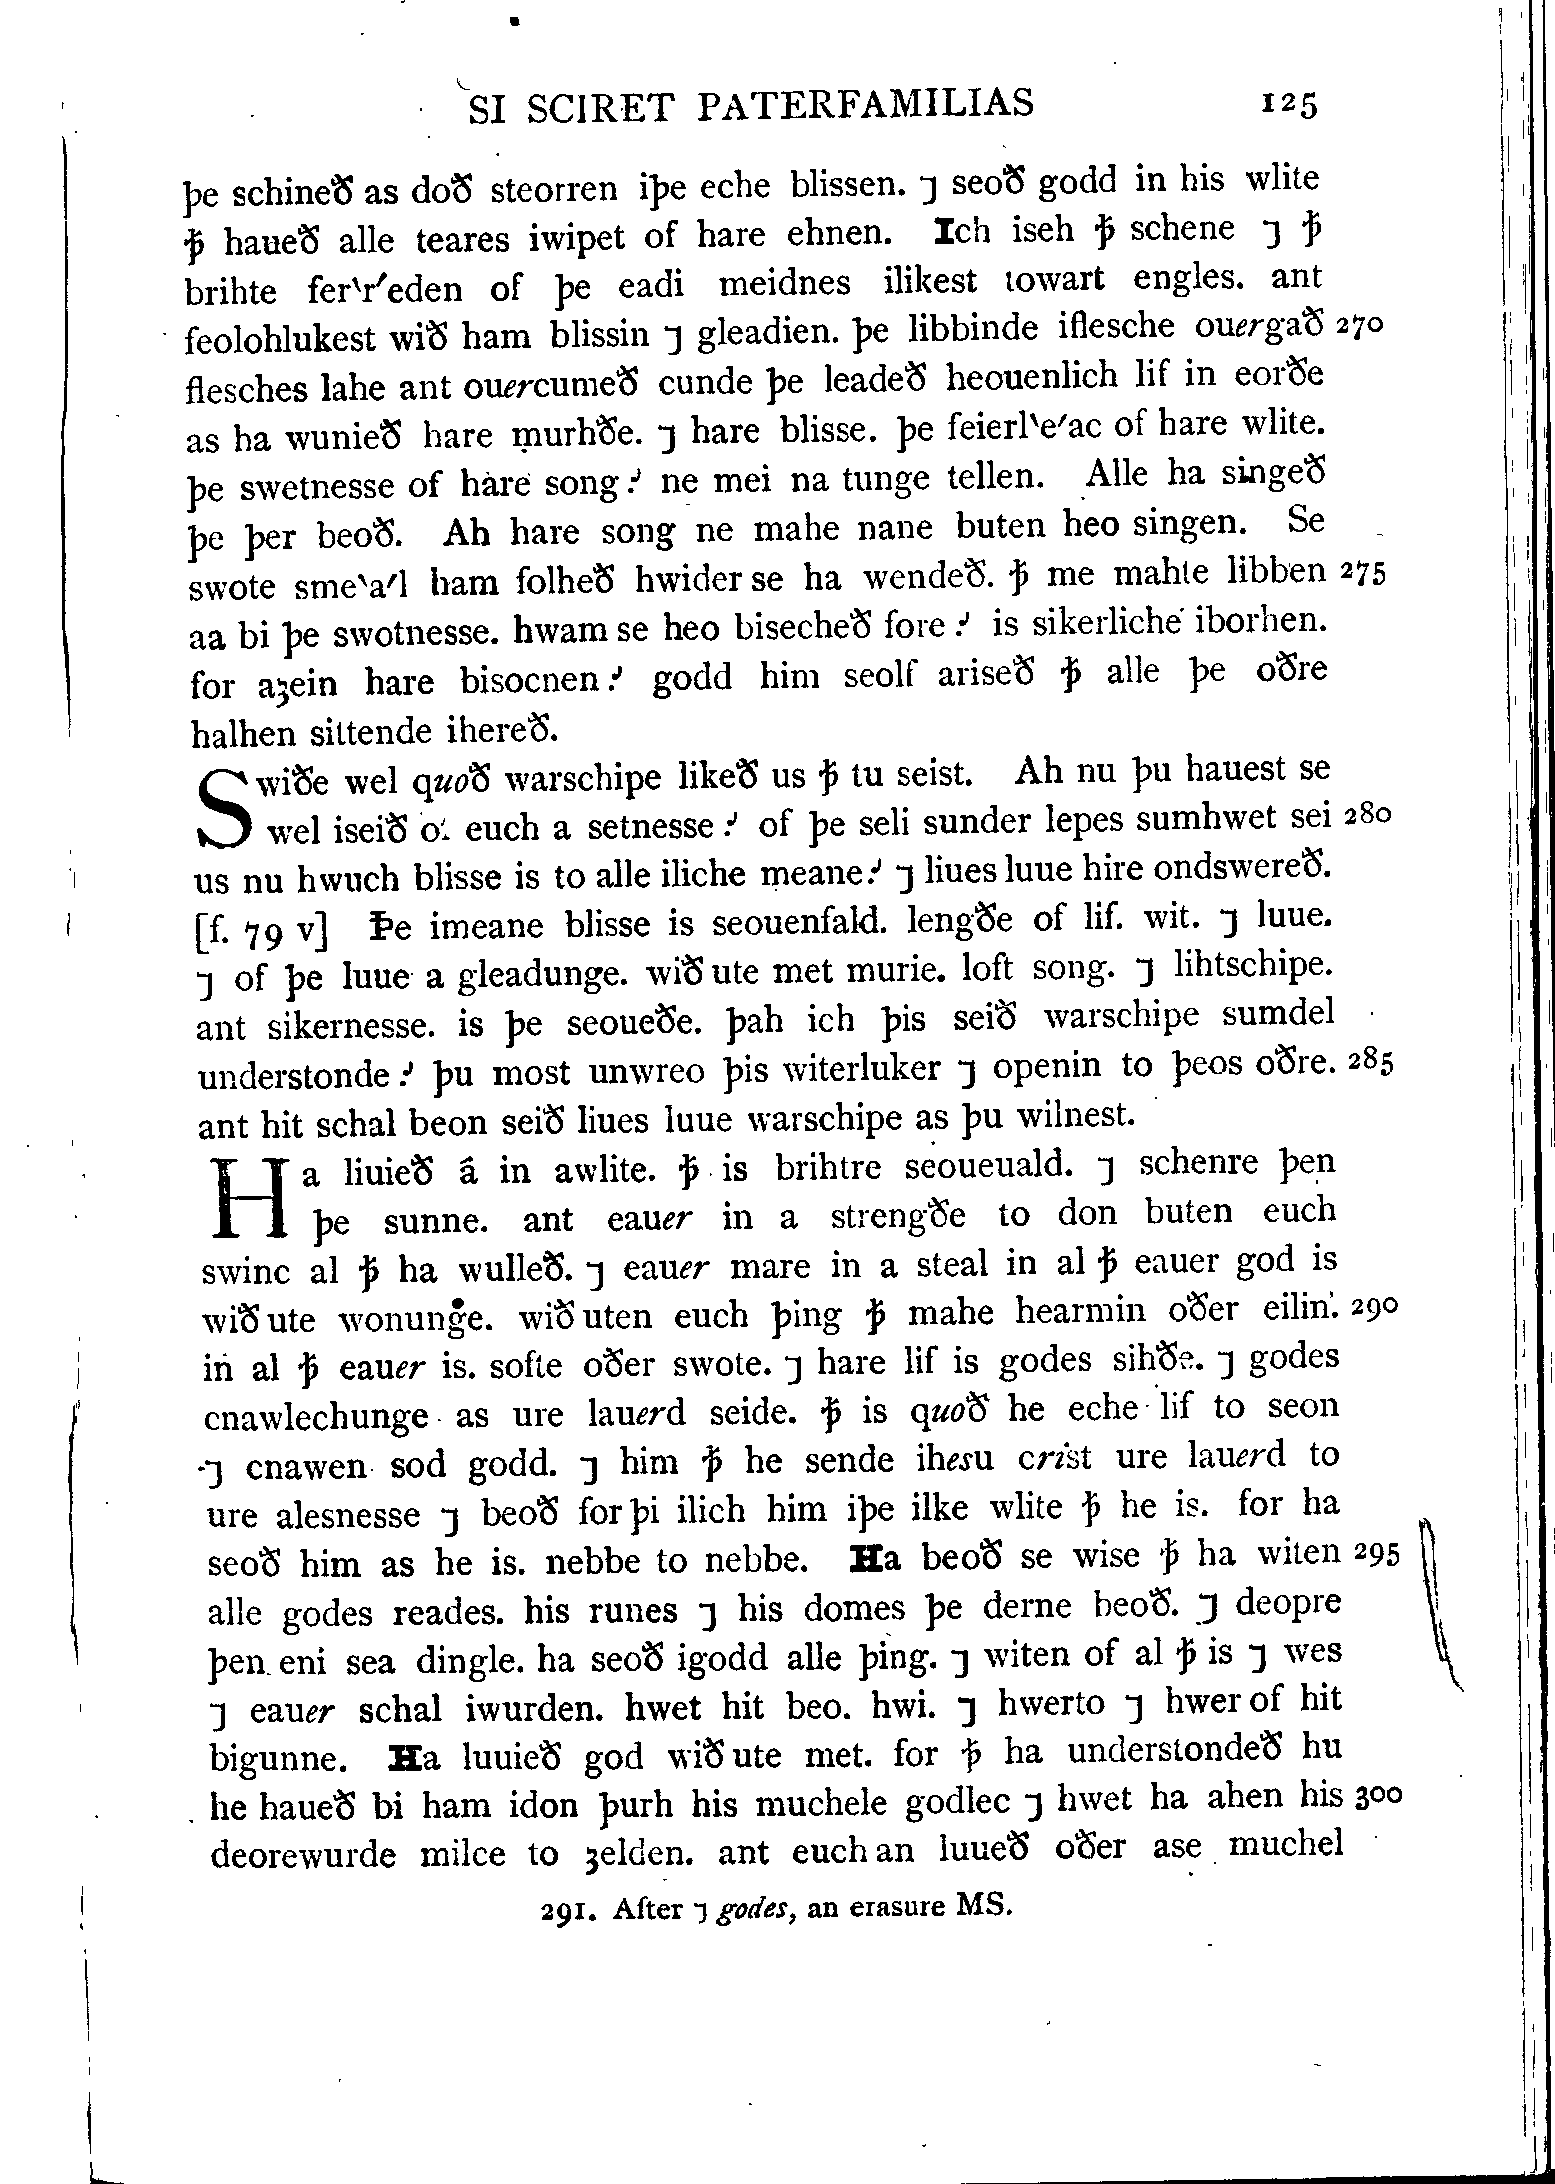 SI SCIRET PATERFAMILIAS 125
þe schineð as doð steorren iþe eche blissen. ⁊ seoð godd in his wlite
ꝥ haueð alle teares iwipet of hare ehnen. Ich iseh ꝥ schene ⁊ ꝥ
brihte fer‵r′eden of þe eadi meidnes ilikest towart engles. ant
feolohlukest wið ham blissin ⁊ gleadien. þe libbinde iflesche ouergað 270
flesches lahe ant ouercumeð cunde þe leadeð heouenlich lif in eorðe
as ha wunieð hare murhðe. ⁊ hare blisse. þe feierl‵e′ac of hare wlite.
þe swetnesse of hare song⹎ ne mei na tunge tellen. Alle ha singeð
þe þer beoð. Ah hare song ne mahe nane buten heo singen. Se
swote sme‵a′l ham folheð hwider se ha wendeð. ꝥ me mahte libben 275
aa bi þe swotnesse. hwam se heo bisecheð fore⹎ is sikerliche iborhen.
for aȝein hare bisocnen⹎ godd him seolf ariseð ꝥ alle þe oðre
halhen sittende ihereð.
Swiðe wel quoð warschipe likeð us ꝥ tu seist. Ah nu þu hauest se
wel iseið of euch a setnesse⹎ of þe seli sunder lepes sumhwet sei 280
us nu hwuch blisse is to alle iliche meane⹎ ⁊ liues luue hire ondswereð.
[f. 79 v] Þe imeane blisse is seouenfald. lengðe of lif. wit. ⁊ luue.
⁊ of þe luue a gleadunge. wið ute met murie. loft song. ⁊ lihtschipe.
ant sikernesse. is þe seoueðe. þah ich þis seið warschipe sumdel
understonde⹎ þu most unwreo þis witerluker ⁊ openin to þeos oðre. 285
ant hit schal beon seið liues luue warschipe as þu wilnest.
Ha liuieð á in awlite. ꝥ is brihtre seoueuald. ⁊ schenre þen
þe sunne. ant eauer in a strengðe to don buten euch
swinc al ꝥ ha wulleð. ⁊ eauer mare in a steal in al ꝥ eauer god is
wið ute wonunge. wið uten euch þing ꝥ mahe hearmin oðer eilin. 290
in al ꝥ eauer is. softe oðer swote. ⁊ hare lif is godes sihðe. ⁊ godes
cnawlechunge as ure lauerd seide. ꝥ is quoð he eche lif to seon
⁊ cnawen sod godd. ⁊ him ꝥ he sende ihesu crist ure lauerd to
ure alesnesse ⁊ beoð for þi ilich him iþe ilke wlite ꝥ he is. for ha
seoð him as he is. nebbe to nebbe. Ha beoð se wise ꝥ ha witen 295
alle godes reades. his runes ⁊ his domes þe derne beoð. ⁊ deopre
þen eni sea dingle. ha seoð igodd alle þing. ⁊ witen of al ꝥ is ⁊ wes
⁊ eauer schal iwurden. hwet hit beo. hwi. ⁊ hwerto ⁊ hwer of hit
bigunne. Ha luuieð god wið ute met. for ꝥ ha understondeð hu
he haueð bi ham idon þurh his muchele godlec ⁊ hwet ha ahen his 300
deorewurde milce to ȝelden. ant euch an luueð oðer ase muchel
291. After ⁊ godes, an erasure MS.